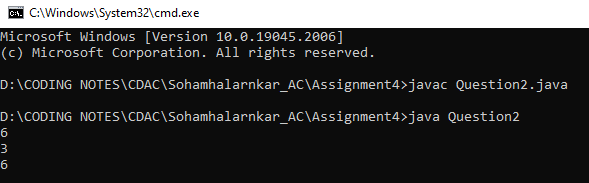 C:\Windows\System32\cmd.exe
Microsoft Windows [Version 10.0.19045.2006]
(c) Microsoft Corporation. All rights reserved.
D:\CODING NOTES\CDAC\Sohamhalarnkar_AC\Assignment4>javac Question2.java
D:\CODING NOTES\CDAC\Sohamhalarnkar_AC\Assignment4>java Question2
6
3
6